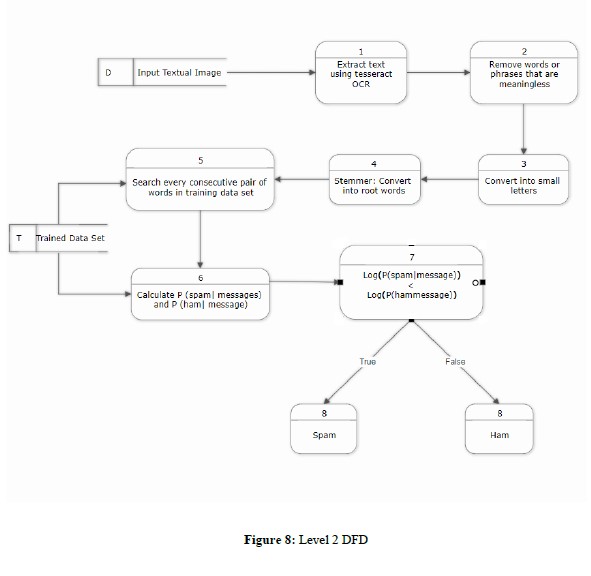 D
Input Textual Image
1
Extract text
using tesseract
OCR
2
Remove words or
phrases that are
meaningless
3
Convert into small
letters
4
Stemmer: Convert
into root words
5
Search every consecutive pair of
words in training data set
T
Trained Data Set
6
Calculate P (spam| messages)
and P (ham| message)
7
Log(P(spam|message))
<
Log(P(hammessage))
True
False
8
Spam
8
Ham
Figure 8: Level 2 DFD